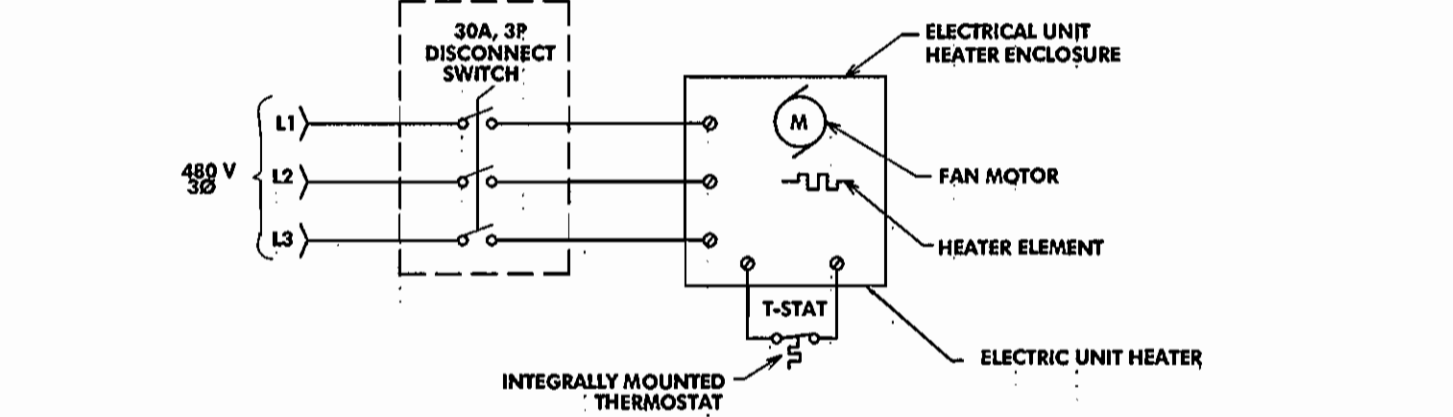 30A, 3P
DISCONNECT
SWITCH
ELECTRICAL UNIT
HEATER ENCLOSURE
L1
M
480 V
3Ø
L2
FAN MOTOR
L3
HEATER ELEMENT
T-STAT
ELECTRIC UNIT HEATER
INTEGRALLY MOUNTED
THERMOSTAT